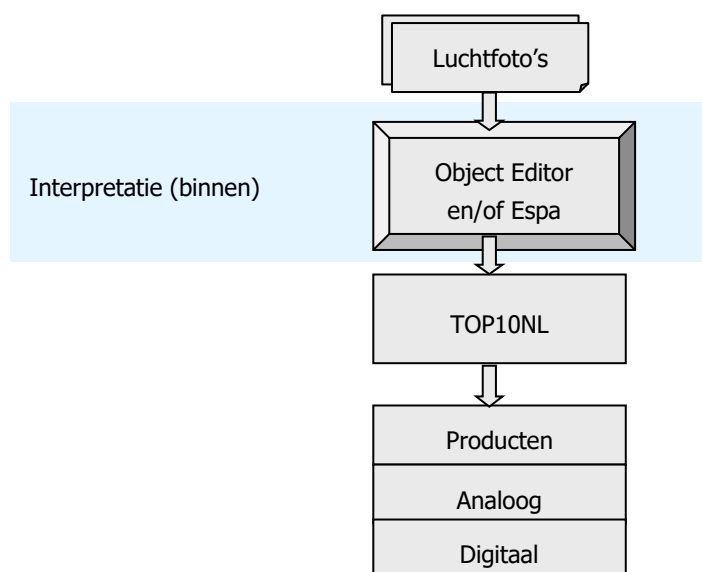 Luchtfoto’s
Interpretatie (binnen)
Object Editor
en/of Espa
TOP10NL
Producten
Analoog
Digitaal